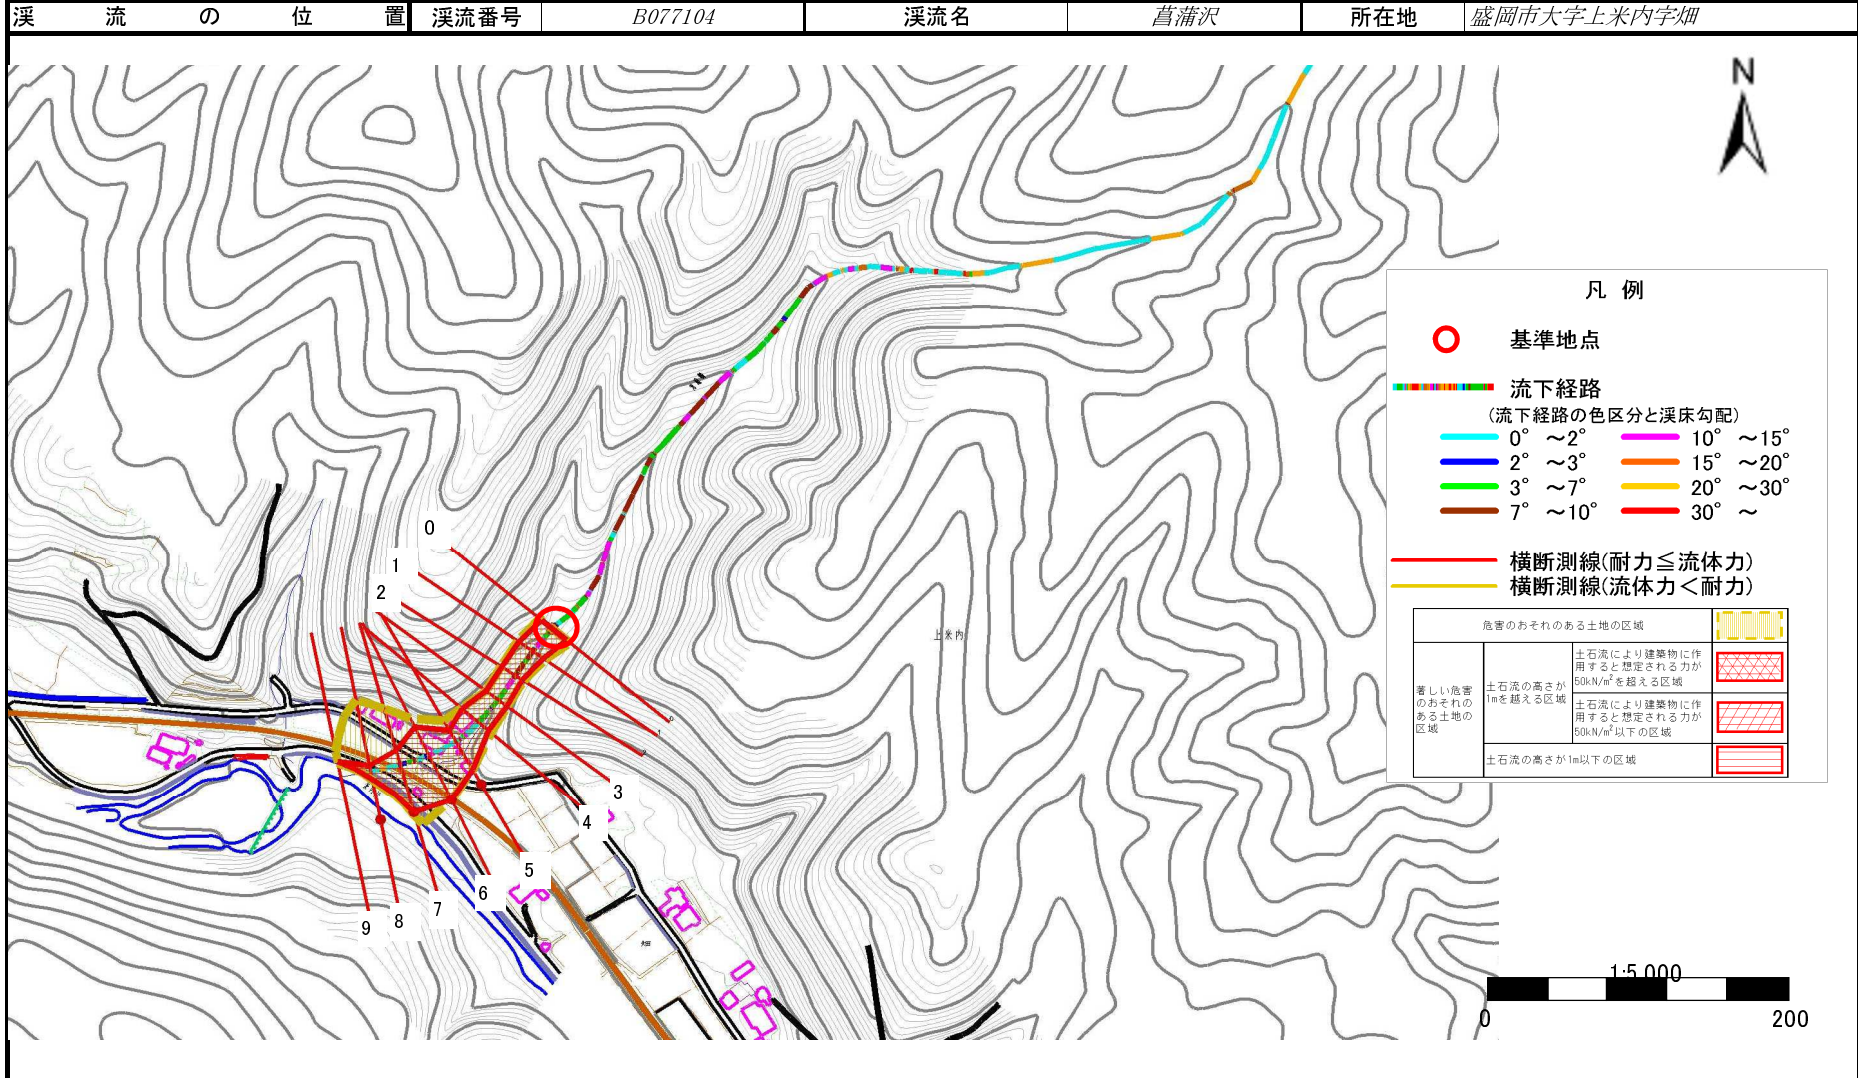 溪流の位置 溪流番号 B077104 溪流名 菖蒲沢 所在地 盛岡市大字上米内字畑
N
凡 例
基準地点
流下経路
(流下経路の色区分と溪床勾配)
0° ～2° 10° ～15°
2° ～3° 15° ～20°
3° ～7° 20° ～30°
7° ～10° 30° ～
横断測線(耐力≦流体力)
横断測線(流体力＜耐力)
危害のおそれのある土地の区域
著しい危害
のおそれの
ある土地の
区域
土石流の高さが
1mを越える区域
土石流により建築物に作
用すると想定される力が
50kN/m²を超える区域
土石流により建築物に作
用すると想定される力が
50kN/m²以下の区域
土石流の高さが1m以下の区域
0
1
2
上米内
0
1
2
3
4
5
6
7
8
9
畑
1:5,000
0 200